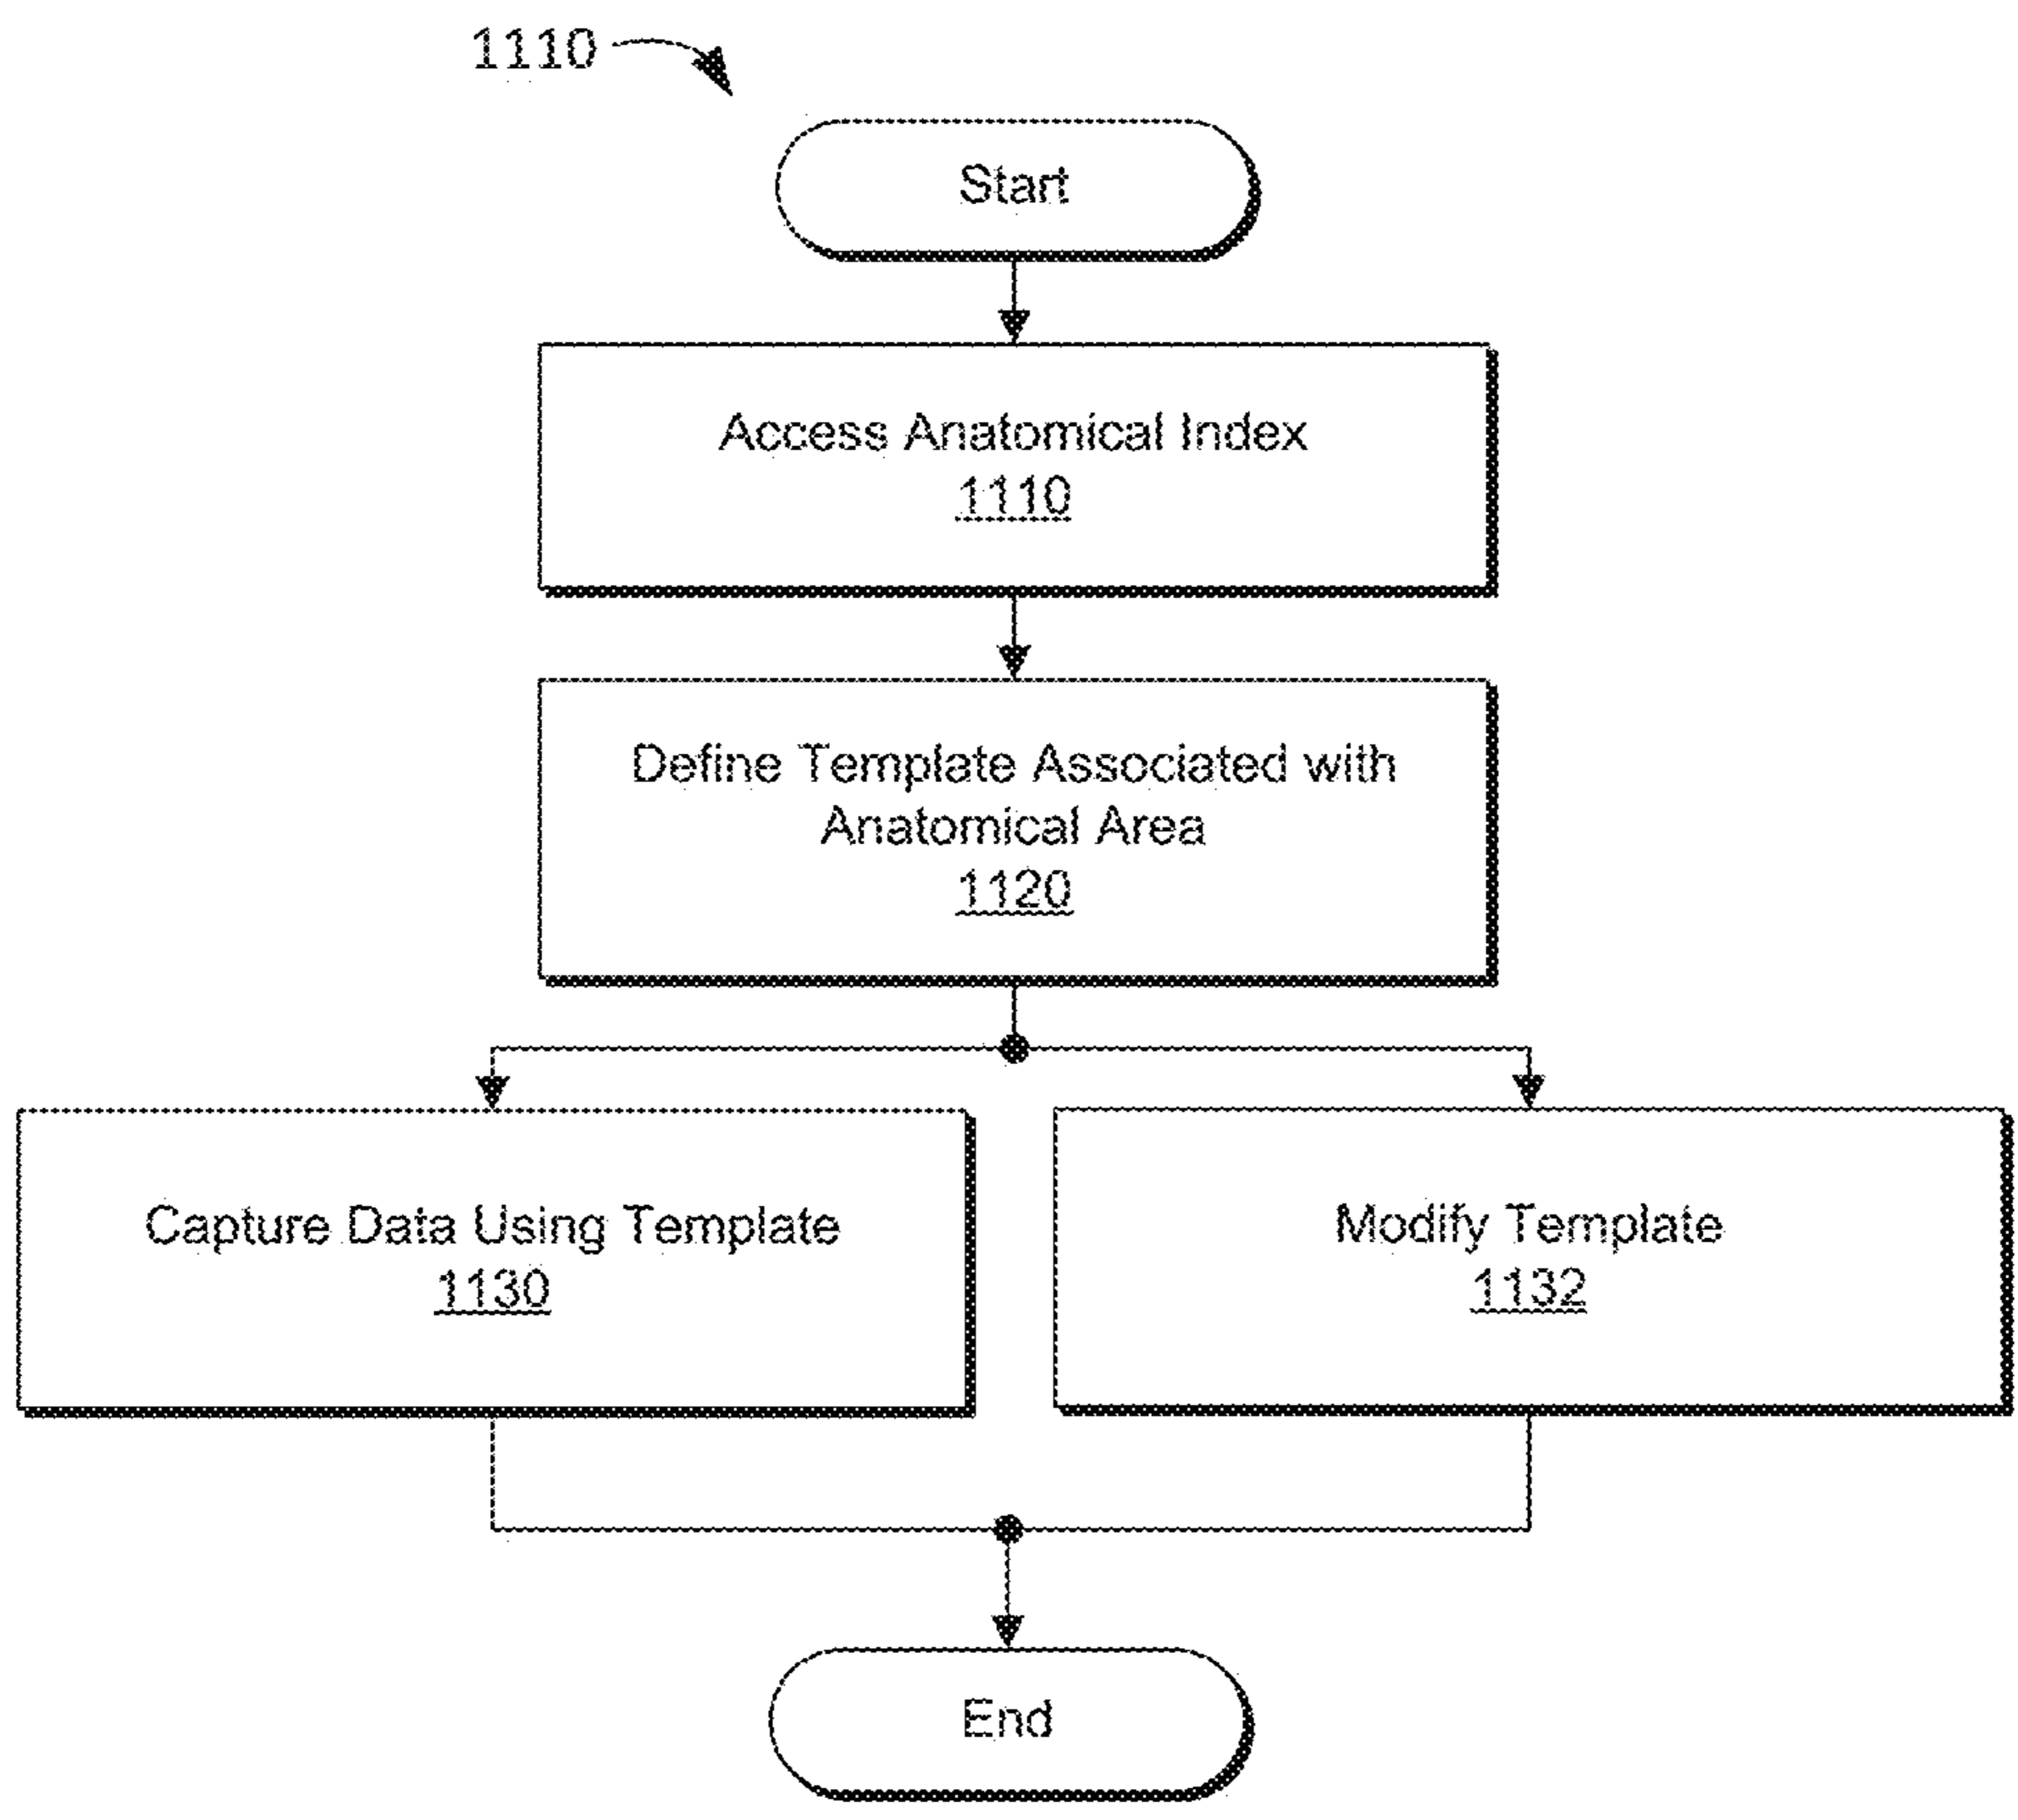 1110
Start
Access Anatomical Index
1110
Define Template Associated with
Anatomical Area
1120
Capture Data Using Template
1130
Modify Template
1132
End